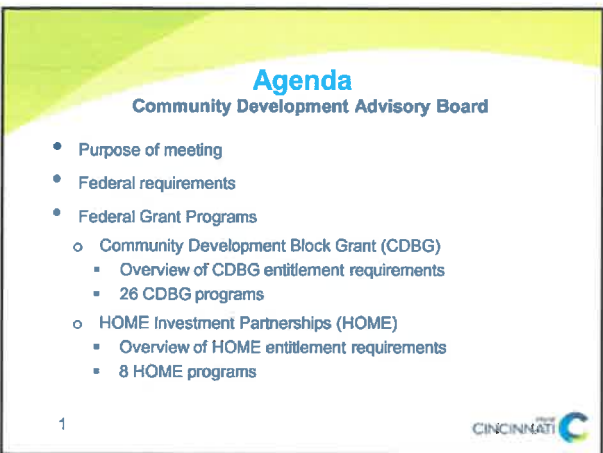 Agenda
Community Development Advisory Board
• Purpose of meeting
• Federal requirements
• Federal Grant Programs
o Community Development Block Grant (CDBG)
▪ Overview of CDBG entitlement requirements
▪ 26 CDBG programs
o HOME Investment Partnerships (HOME)
▪ Overview of HOME entitlement requirements
▪ 8 HOME programs
1
CINCINNATI